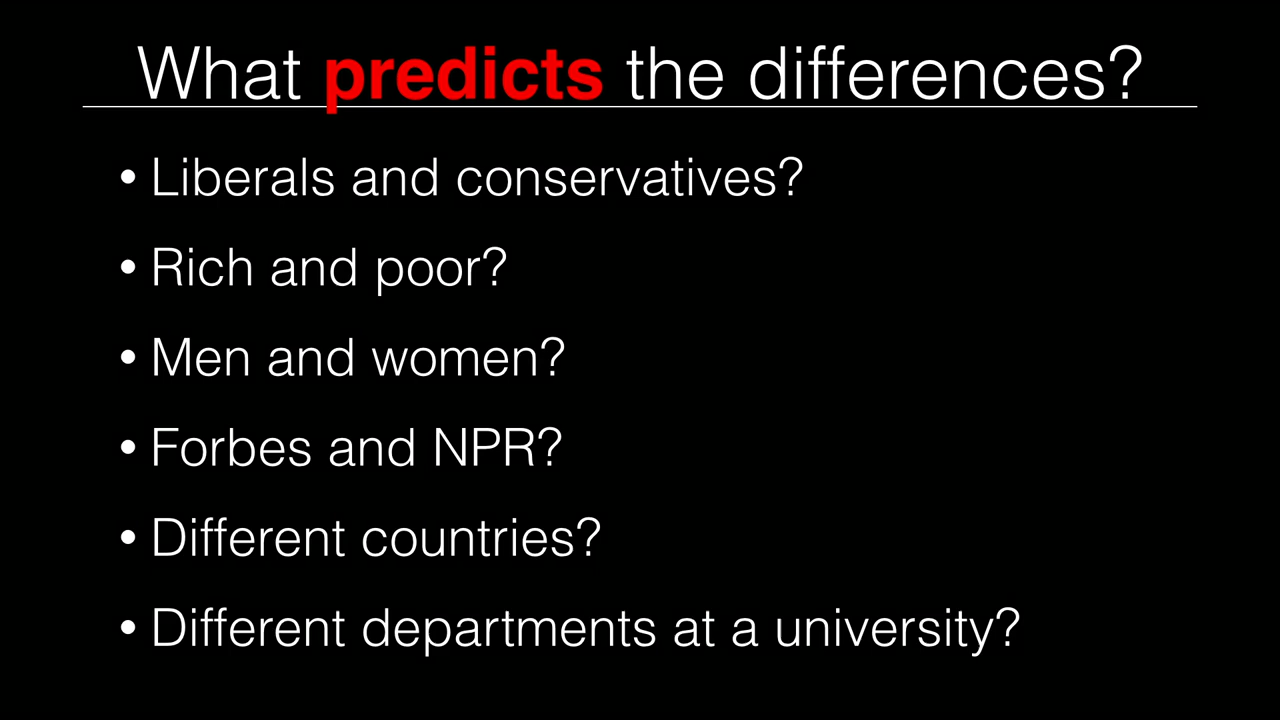 What predicts the differences?
• Liberals and conservatives?
• Rich and poor?
• Men and women?
• Forbes and NPR?
• Different countries?
• Different departments at a university?